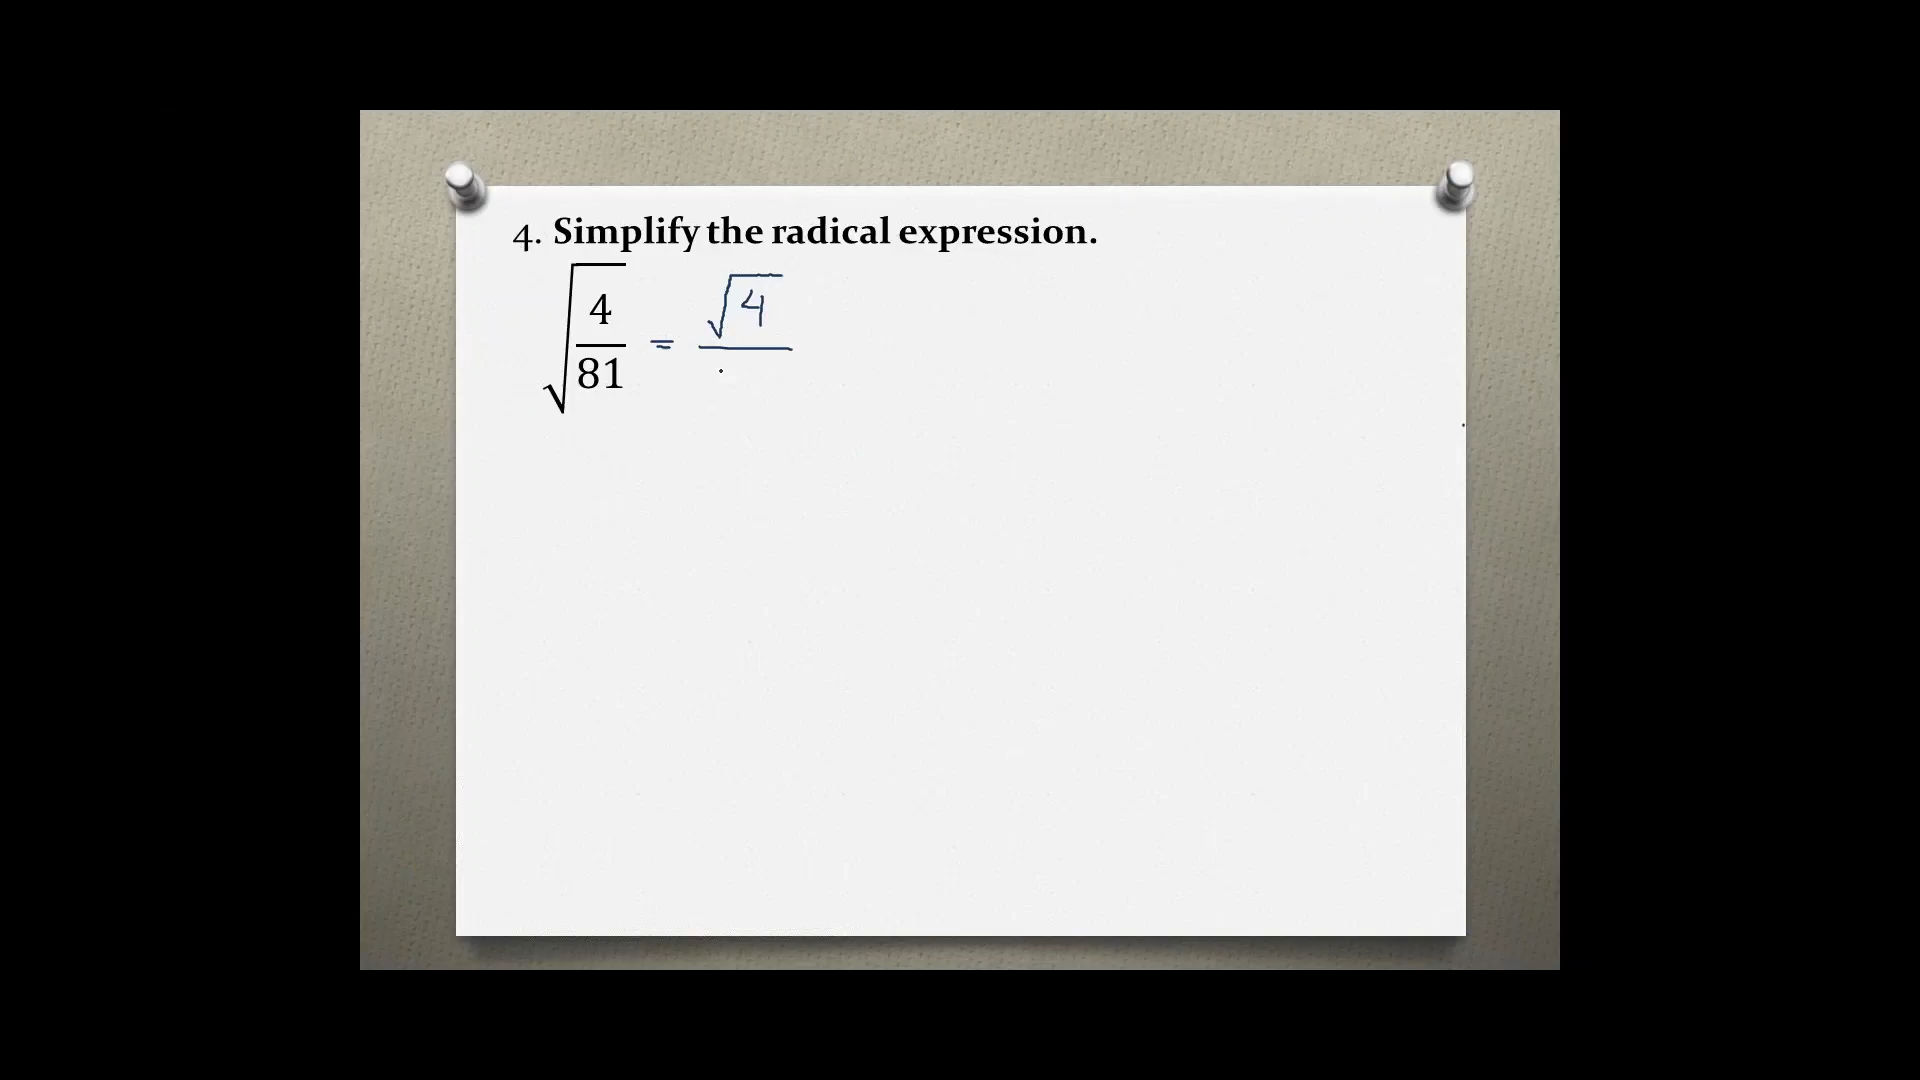 4. Simplify the radical expression.
√(4/81) = √4/